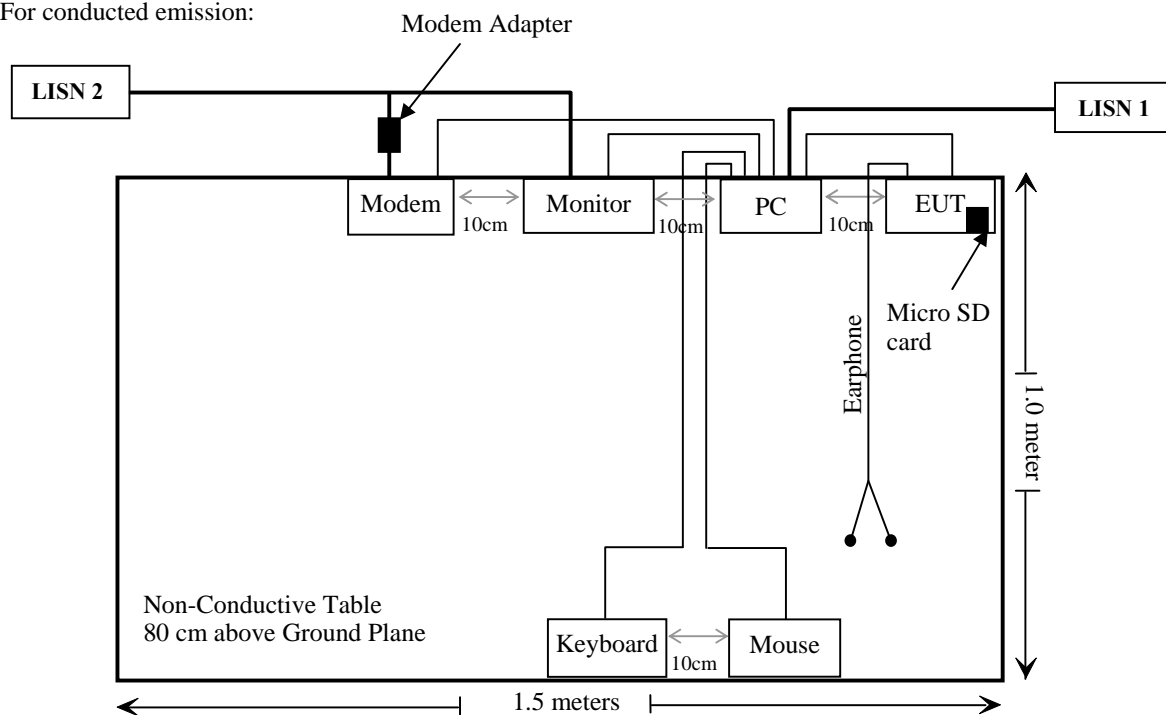 For conducted emission:
Modem Adapter
LISN 2
LISN 1
Modem
Monitor
PC
EUT
10cm
10cm
10cm
Micro SD
card
Earphone
1.0 meter
Non-Conductive Table
80 cm above Ground Plane
Keyboard
Mouse
10cm
1.5 meters